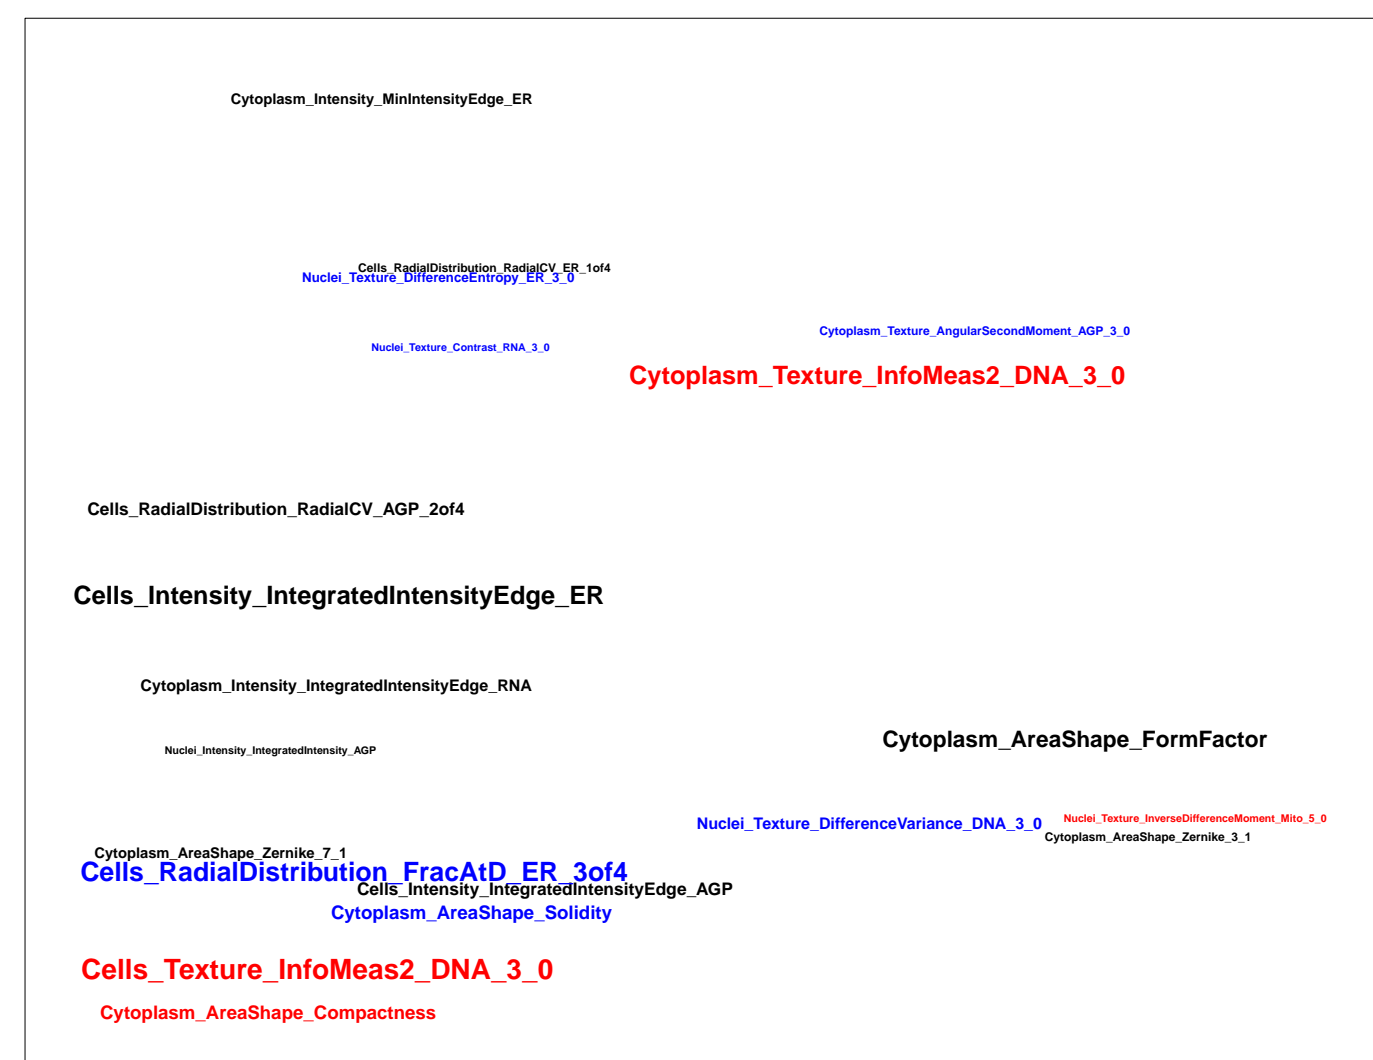 Cytoplasm_Intensity_MinIntensityEdge_ER
Cells_RadialDistribution_RadialCV_ER_1of4
Nuclei_Texture_DifferenceEntropy_ER_3_0
Cytoplasm_Texture_AngularSecondMoment_AGP_3_0
Nuclei_Texture_Contrast_RNA_3_0
Cytoplasm_Texture_InfoMeas2_DNA_3_0
Cells_RadialDistribution_RadialCV_AGP_2of4
Cells_Intensity_IntegratedIntensityEdge_ER
Cytoplasm_Intensity_IntegratedIntensityEdge_RNA
Cytoplasm_AreaShape_FormFactor
Nuclei_Intensity_IntegratedIntensity_AGP
Nuclei_Texture_InverseDifferenceMoment_Mito_5_0
Nuclei_Texture_DifferenceVariance_DNA_3_0
Cytoplasm_AreaShape_Zernike_3_1
Cytoplasm_AreaShape_Zernike_7_1
Cells_RadialDistribution_FracAtD_ER_3of4
Cells_Intensity_IntegratedIntensityEdge_AGP
Cytoplasm_AreaShape_Solidity
Cells_Texture_InfoMeas2_DNA_3_0
Cytoplasm_AreaShape_Compactness